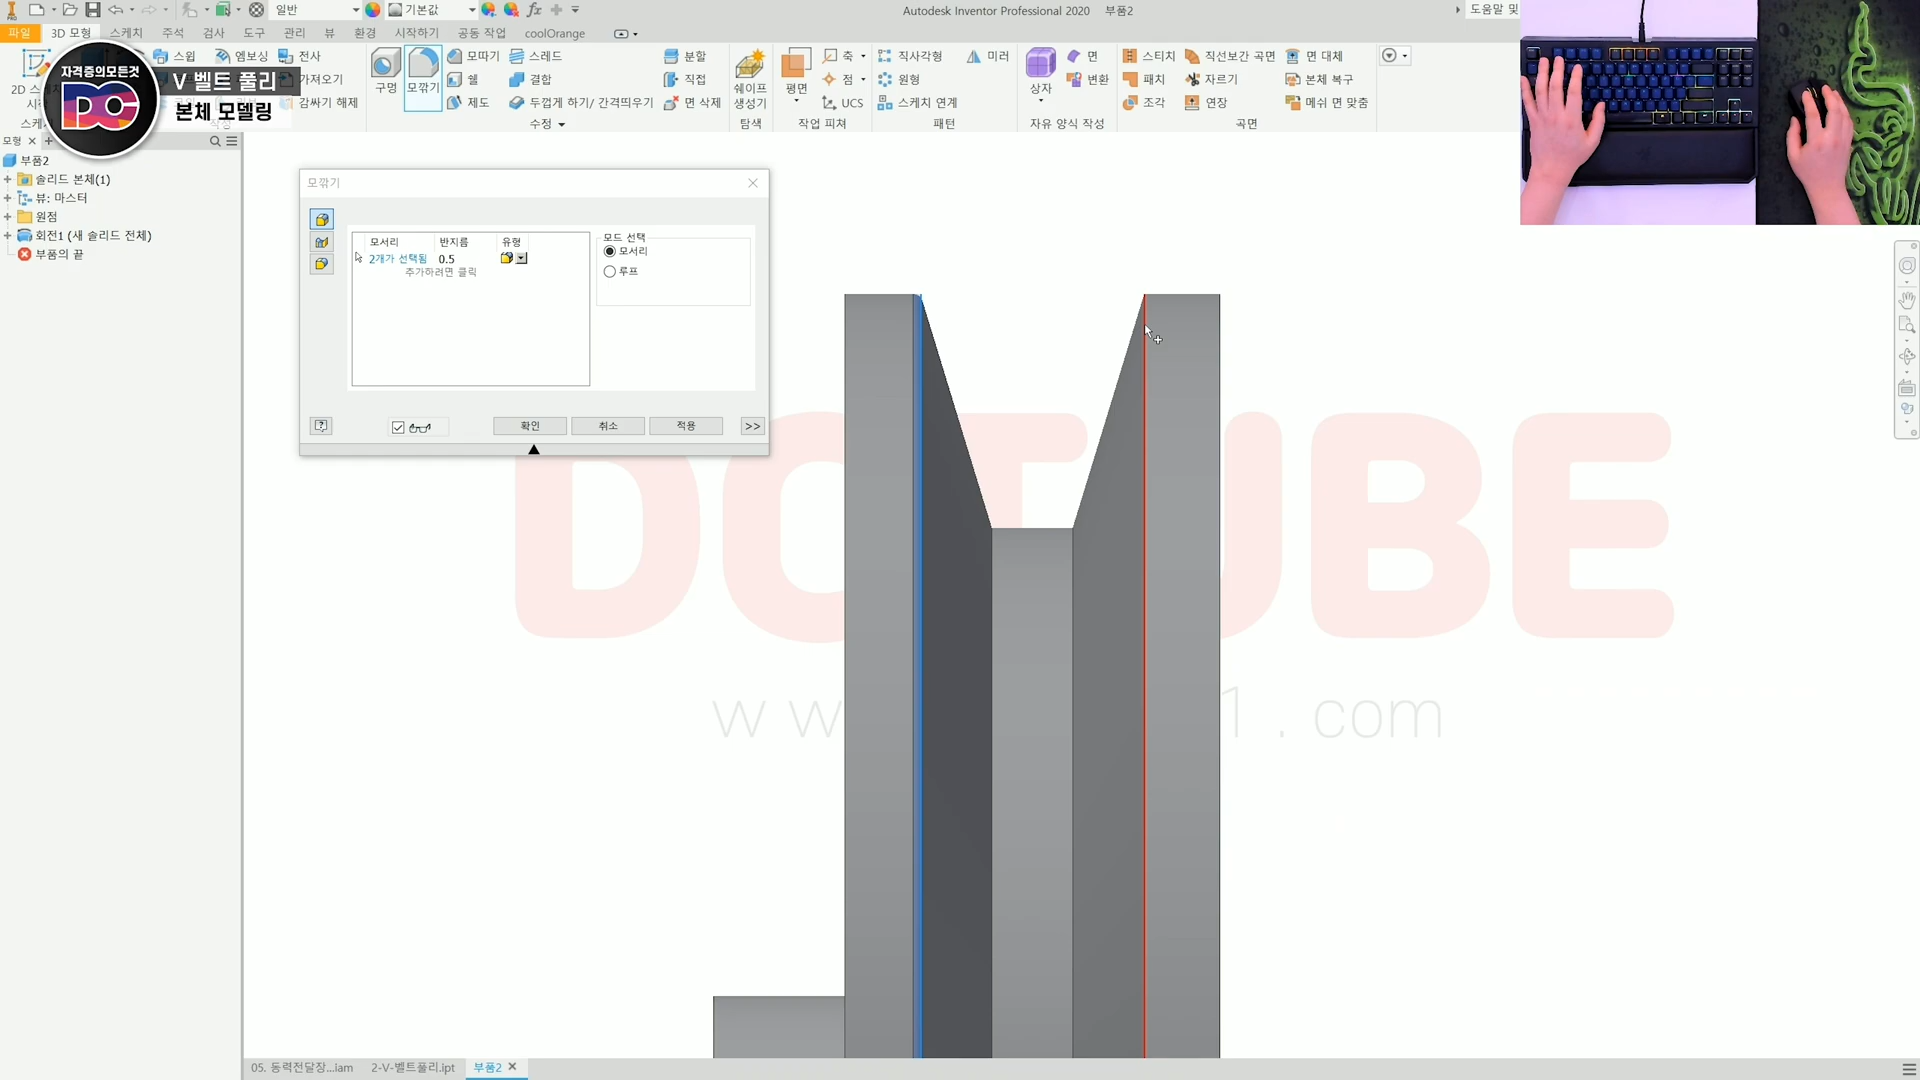 일반
기본값
Autodesk Inventor Professional 2020 부품2
도움말 및
파일 3D 모형 스케치 주석 검사 도구 관리 뷰 환경 시작하기 공동 작업 coolOrange
자격증의모든것
DC
V 벨트 풀리
본체 모델링
2D
스윕 엠보싱 전사
가져오기
감싸기 해제
구멍 모깎기
모따기 스레드 분할
쉘 결합 직접
제도 두껍게 하기/ 간격띄우기 면 삭제
수정
쉐이프
생성기
탐색
평면 축 점 UCS
작업 피쳐
직사각형 미러
원형
스케치 연계
패턴
상자 면 변환
자유 양식 작성
스티치 직선보간 곡면 면 대체
패치 자르기 본체 복구
조각 연장 메쉬 면 맞춤
곡면
모형
부품2
솔리드 본체(1)
뷰: 마스터
원점
회전1 (새 솔리드 전체)
부품의 끝
모깎기
모서리 반지름 유형
2개가 선택됨 0.5
추가하려면 클릭
모드 선택
모서리
루프
확인 취소 적용 >>
05. 동력전달장...iam 2-V-벨트풀리.ipt 부품2